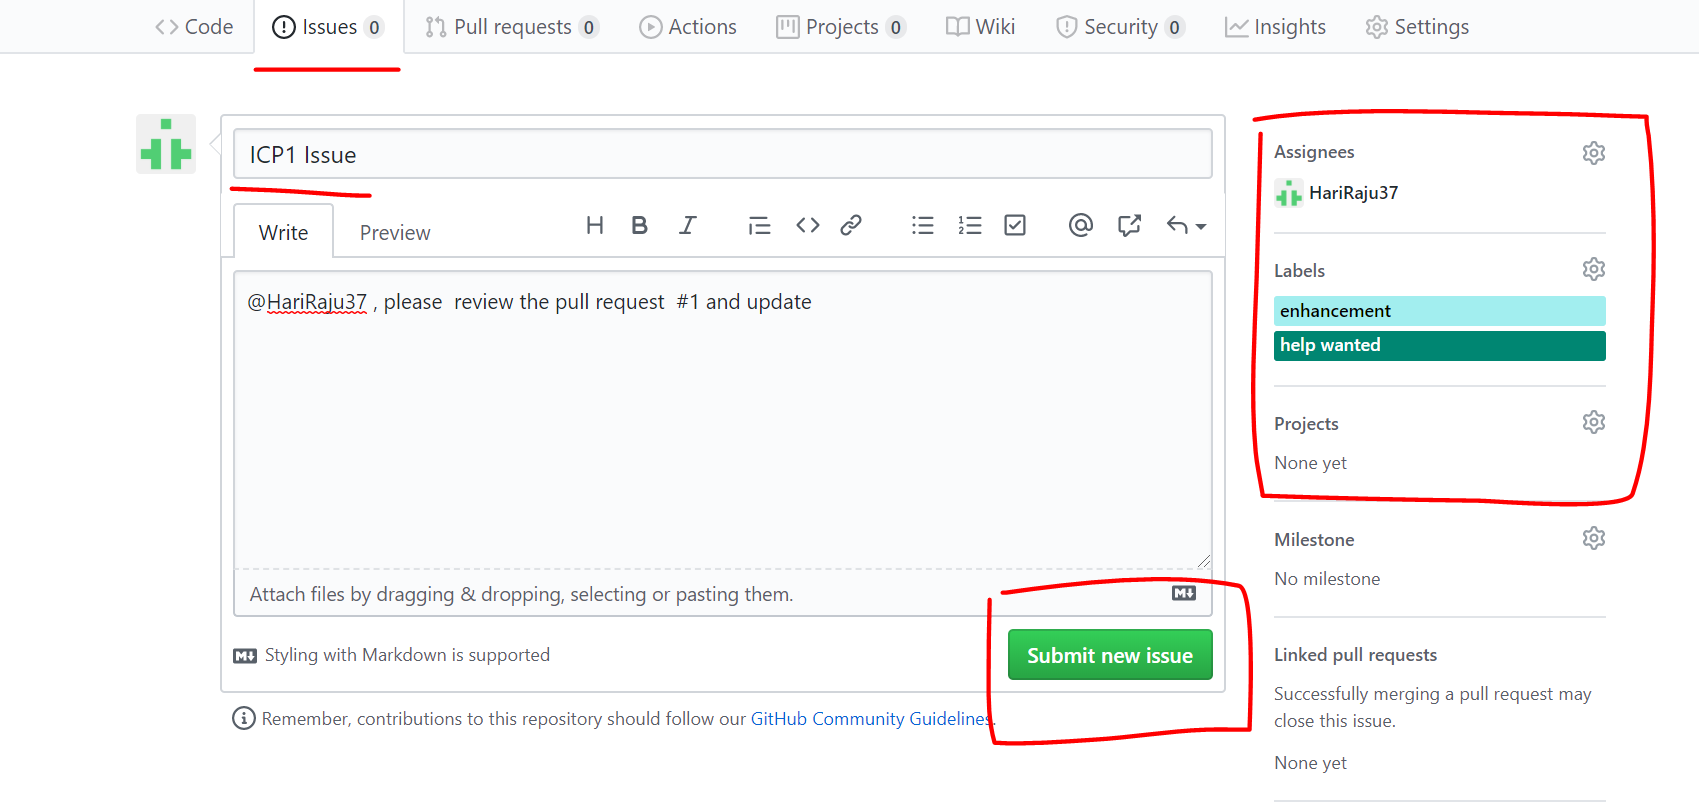 Code Issues 0 Pull requests 0 Actions Projects 0 Wiki Security 0 Insights Settings
ICP1 Issue
Write Preview
@HariRaju37 , please  review the pull request  #1 and update
Attach files by dragging & dropping, selecting or pasting them.
Styling with Markdown is supported
Submit new issue
Remember, contributions to this repository should follow our GitHub Community Guidelines.
Assignees
HariRaju37
Labels
enhancement
help wanted
Projects
None yet
Milestone
No milestone
Linked pull requests
Successfully merging a pull request may
close this issue.
None yet